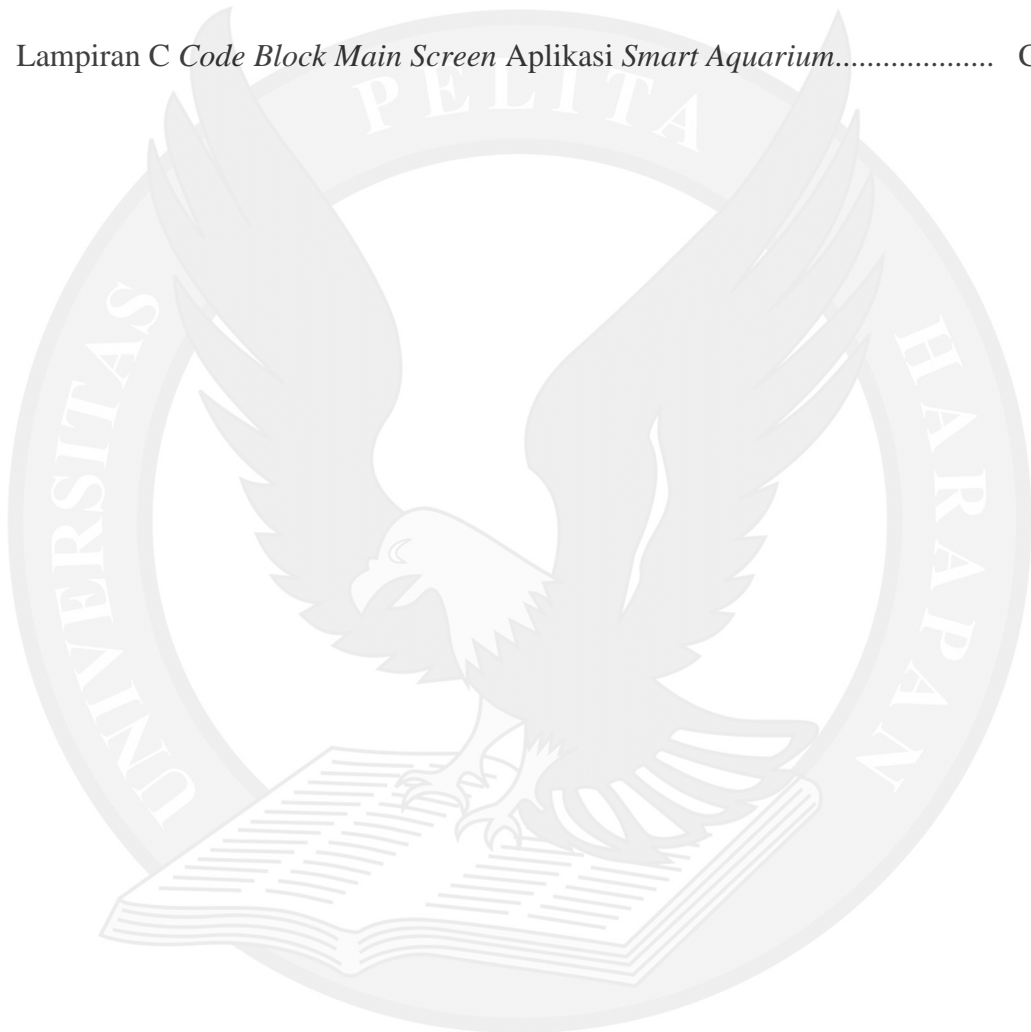 Lampiran C Code Block Main Screen Aplikasi Smart Aquarium.................... C
PELITA
UNIVERSITAS
HARAPAN